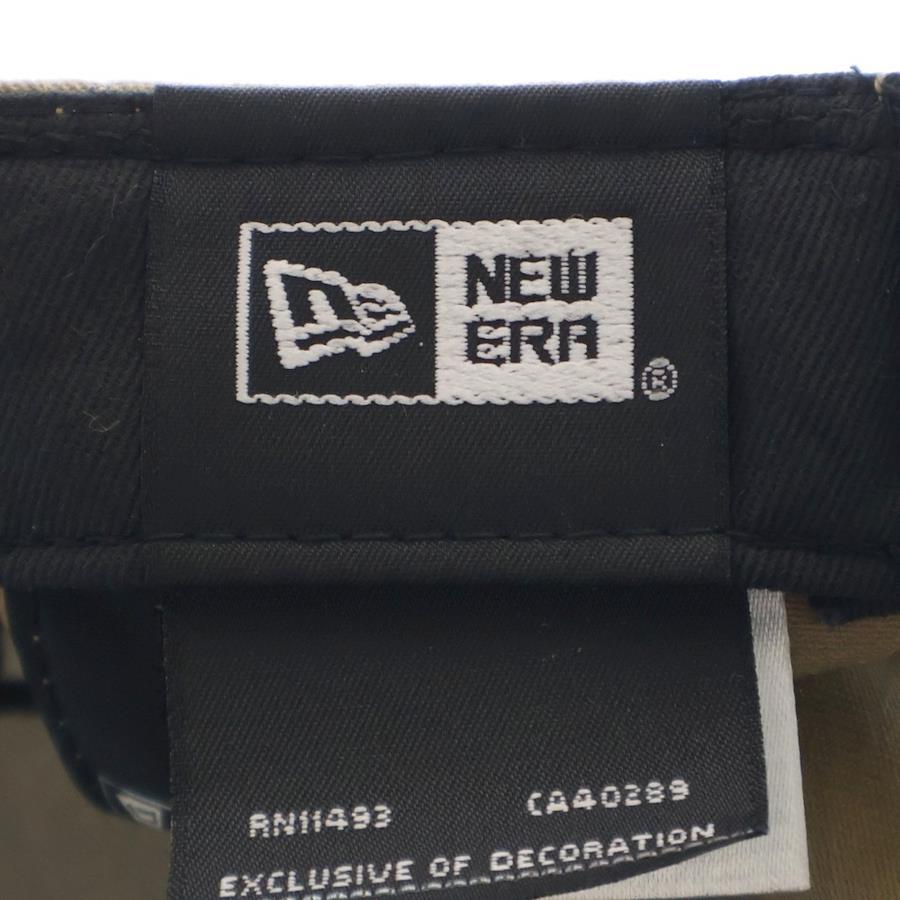 NEW
ERA
®
RN11493 CA40289
EXCLUSIVE OF DECORATION